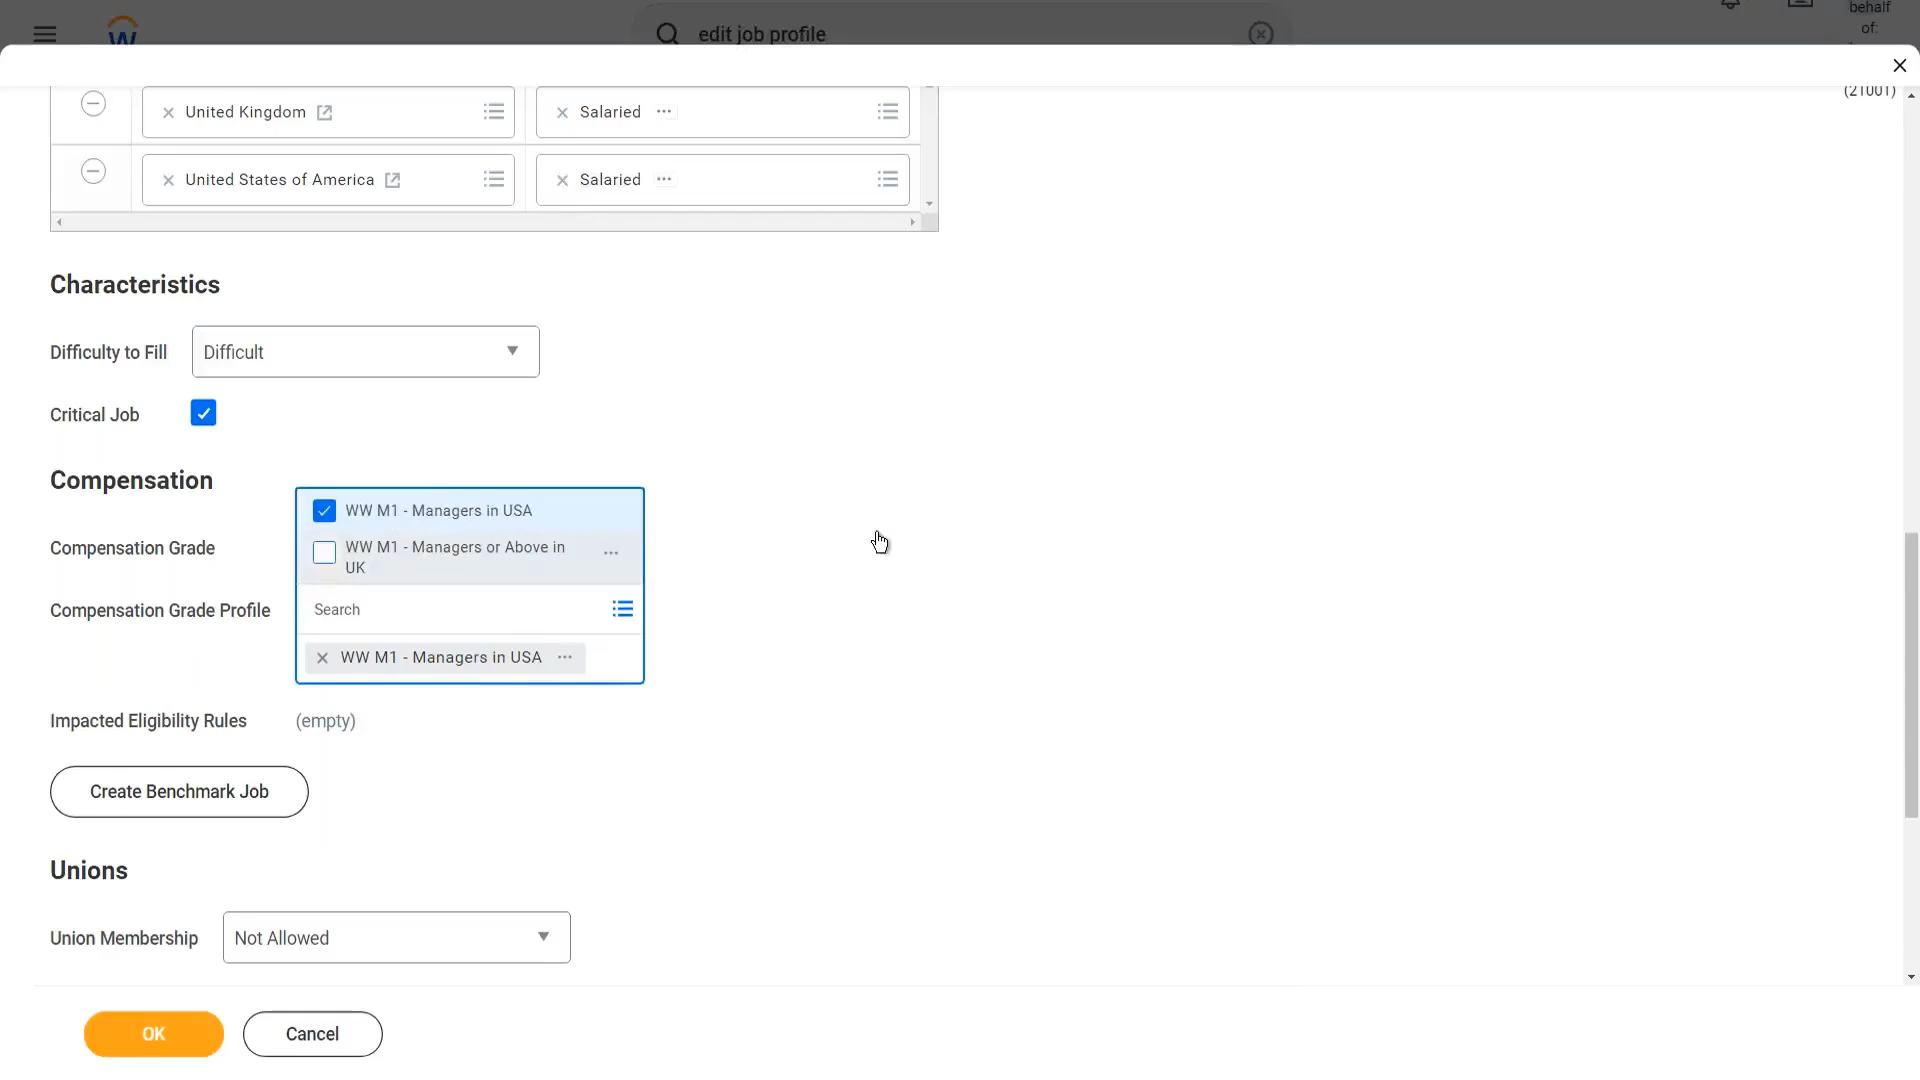 edit job profile
behalf
of:
(21001)
United Kingdom
Salaried
United States of America
Salaried
Characteristics
Difficulty to Fill
Difficult
Critical Job
Compensation
WW M1 - Managers in USA
Compensation Grade
WW M1 - Managers or Above in
UK
Compensation Grade Profile
Search
WW M1 - Managers in USA
Impacted Eligibility Rules
(empty)
Create Benchmark Job
Unions
Union Membership
Not Allowed
OK
Cancel